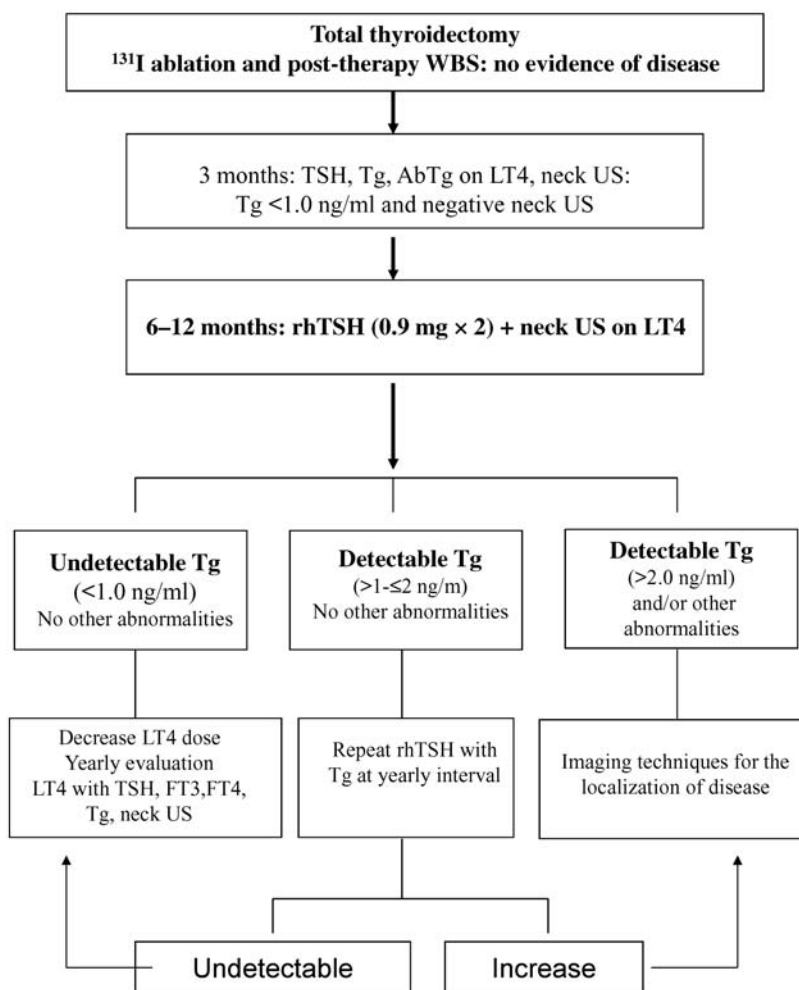 Total thyroidectomy
¹³¹I ablation and post-therapy WBS: no evidence of disease
3 months: TSH, Tg, AbTg on LT4, neck US:
Tg <1.0 ng/ml and negative neck US
6–12 months: rhTSH (0.9 mg × 2) + neck US on LT4
Undetectable Tg
(<1.0 ng/ml)
No other abnormalities
Detectable Tg
(>1-≤2 ng/m)
No other abnormalities
Detectable Tg
(>2.0 ng/ml)
and/or other
abnormalities
Decrease LT4 dose
Yearly evaluation
LT4 with TSH, FT3,FT4,
Tg, neck US
Repeat rhTSH with
Tg at yearly interval
Imaging techniques for the
localization of disease
Undetectable
Increase